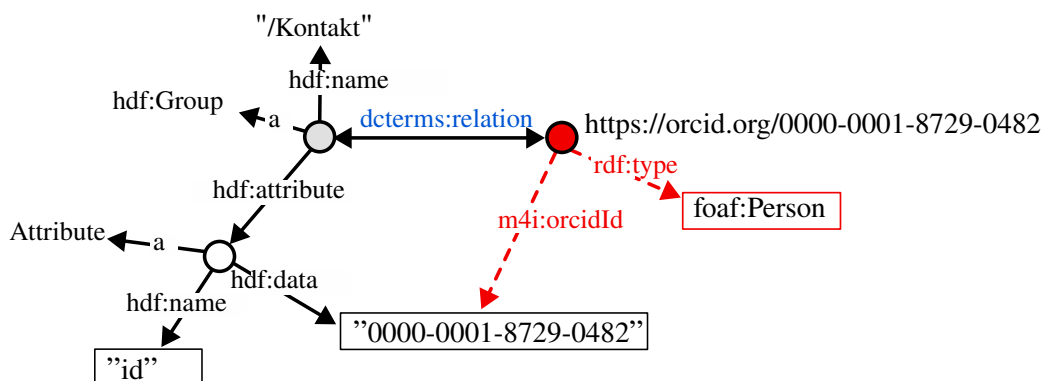 "/Kontakt"
hdf:name
hdf:Group
a
dcterms:relation
https://orcid.org/0000-0001-8729-0482
rdf:type
hdf:attribute
foaf:Person
m4i:orcidId
Attribute
a
hdf:data
hdf:name
”0000-0001-8729-0482”
”id”